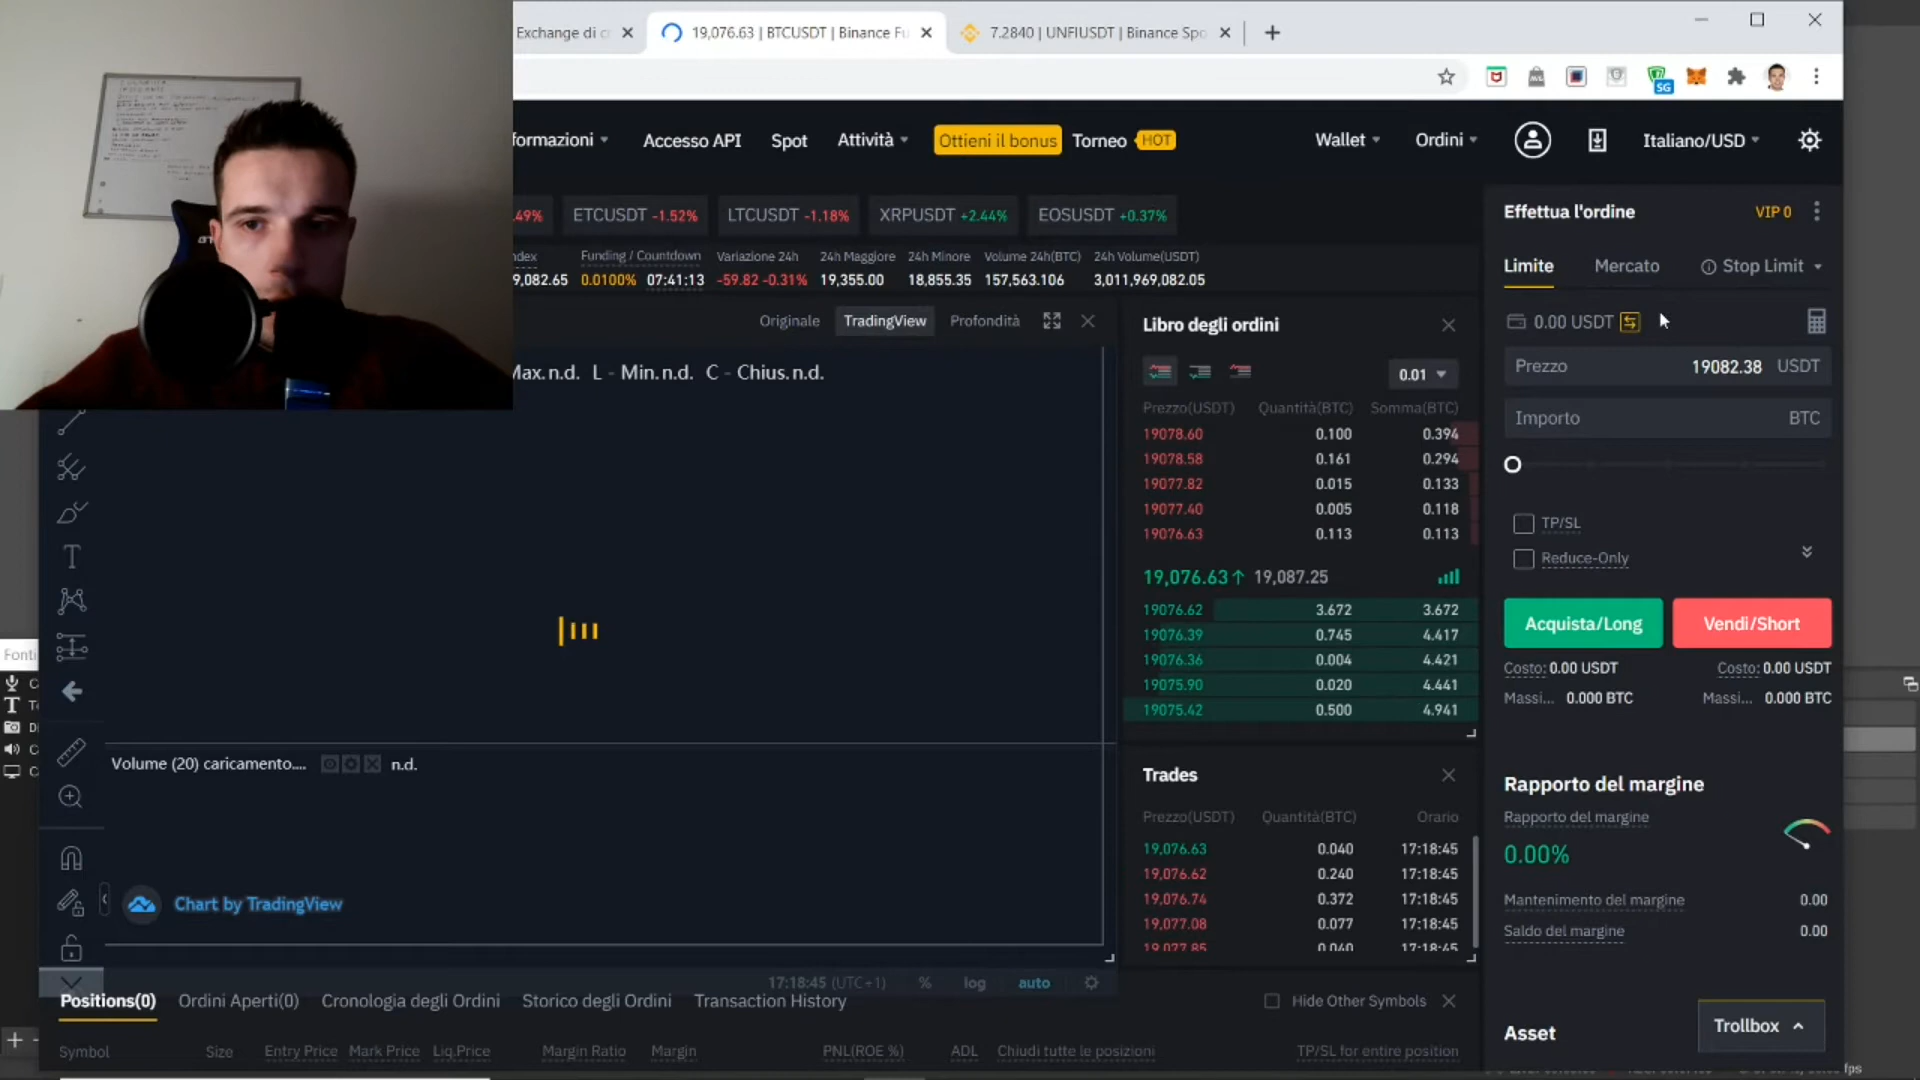 Exchange di c
19,076.63 | BTCUSDT | Binance Fu
7.2840 | UNFIUSDT | Binance Spo
SG
formazioni
Accesso API
Spot
Attività
Ottieni il bonus
Torneo HOT
Wallet
Ordini
Italiano/USD
.49%
ETCUSDT -1.52%
LTCUSDT -1.18%
XRPUSDT +2.44%
EOSUSDT +0.37%
ndex
Funding / Countdown
Variazione 24h
24h Maggiore
24h Minore
Volume 24h(BTC)
24h Volume(USDT)
9,082.65
0.0100% 07:41:13
-59.82 -0.31%
19,355.00
18,855.35
157,563.106
3,011,969,082.05
Originale
TradingView
Profondità
Max.n.d. L - Min.n.d. C - Chius.n.d.
Volume (20) caricamento.... n.d.
Chart by TradingView
17:18:45 (UTC+1) % log auto
Libro degli ordini
0.01
Prezzo(USDT) Quantità(BTC) Somma(BTC)
19078.60 0.100 0.394
19078.58 0.161 0.294
19077.82 0.015 0.133
19077.40 0.005 0.118
19076.63 0.113 0.113
19,076.63↑ 19,087.25
19076.62 3.672 3.672
19076.39 0.745 4.417
19076.36 0.004 4.421
19075.90 0.020 4.441
19075.42 0.500 4.941
Trades
Prezzo(USDT) Quantità(BTC) Orario
19,076.63 0.040 17:18:45
19,076.62 0.240 17:18:45
19,076.74 0.372 17:18:45
19,077.08 0.077 17:18:45
19,077.85 0.040 17:18:45
Effettua l'ordine
VIP 0
Limite
Mercato
Stop Limit
0.00 USDT
Prezzo 19082.38 USDT
Importo BTC
TP/SL
Reduce-Only
Acquista/Long
Vendi/Short
Costo: 0.00 USDT
Costo: 0.00 USDT
Massi... 0.000 BTC
Massi... 0.000 BTC
Rapporto del margine
Rapporto del margine
0.00%
Mantenimento del margine 0.00
Saldo del margine 0.00
Asset
Trollbox
Positions(0)
Ordini Aperti(0)
Cronologia degli Ordini
Storico degli Ordini
Transaction History
Hide Other Symbols
Symbol
Size
Entry Price
Mark Price
Liq.Price
Margin Ratio
Margin
PNL(ROE %)
ADL
Chiudi tutte le posizioni
TP/SL for entire position
Fonti
fps